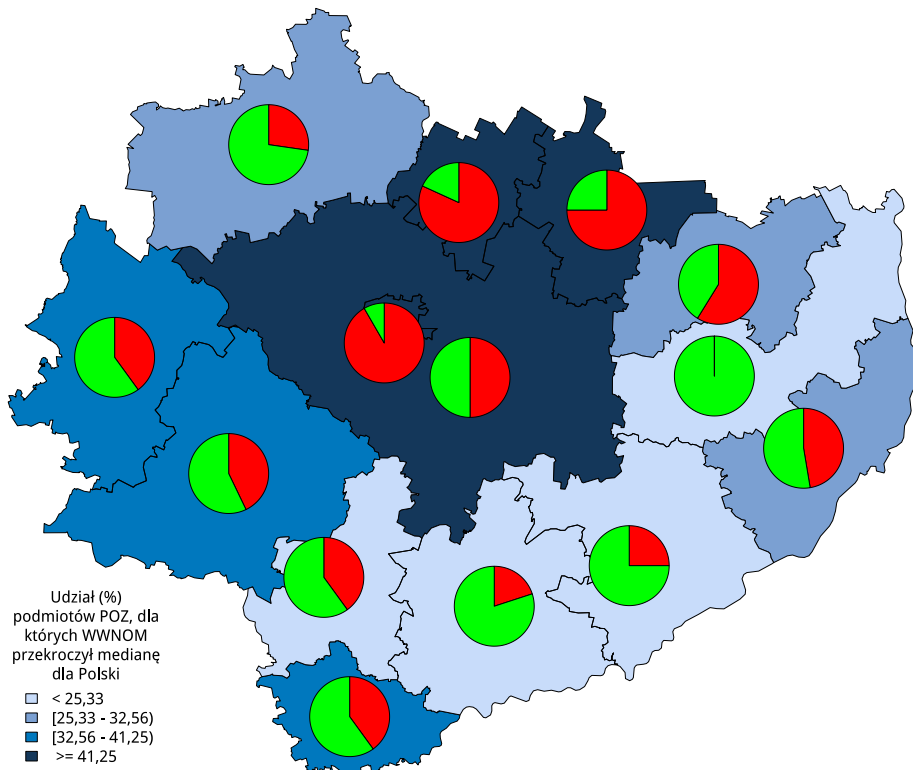 Udział (%)
podmiotów POZ, dla
których WWNOM
przekroczył medianę
dla Polski
< 25,33
[25,33 - 32,56)
[32,56 - 41,25)
>= 41,25